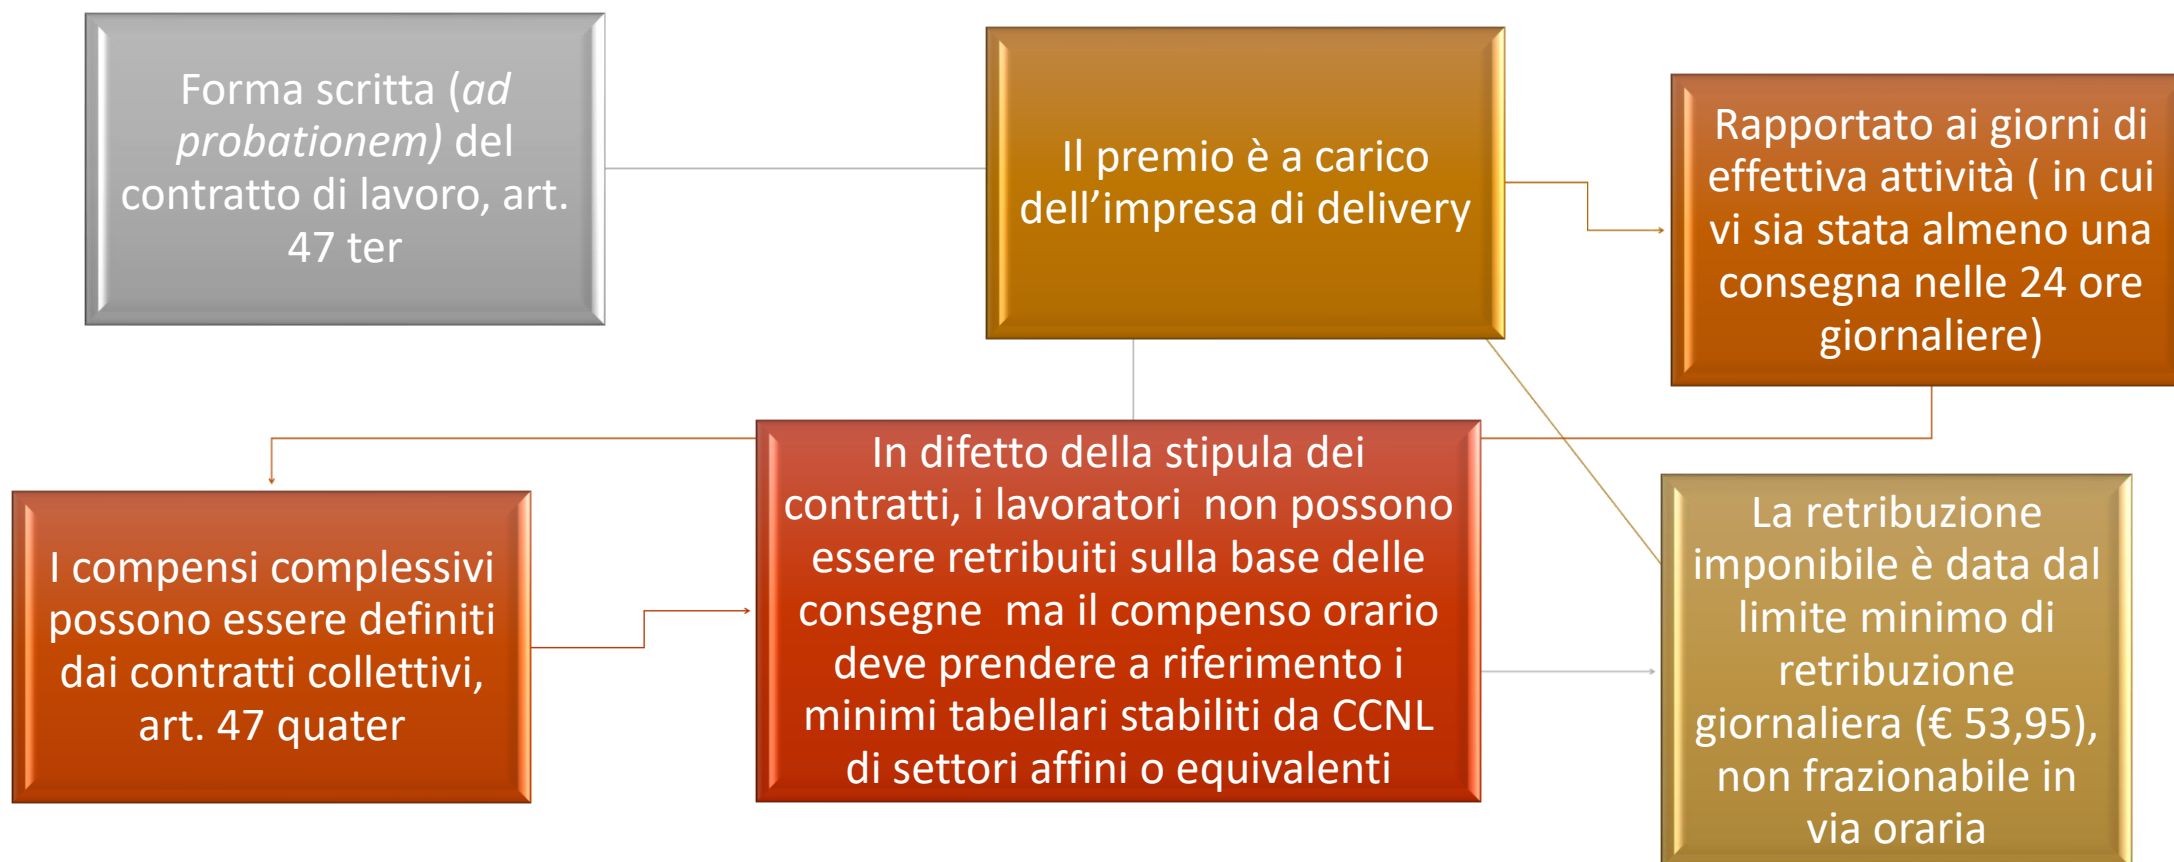 Forma scritta (ad
probationem) del
contratto di lavoro, art.
47 ter
Il premio è a carico
dell’impresa di delivery
Rapportato ai giorni di
effettiva attività ( in cui
vi sia stata almeno una
consegna nelle 24 ore
giornaliere)
I compensi complessivi
possono essere definiti
dai contratti collettivi,
art. 47 quater
In difetto della stipula dei
contratti, i lavoratori  non possono
essere retribuiti sulla base delle
consegne  ma il compenso orario
deve prendere a riferimento i
minimi tabellari stabiliti da CCNL
di settori affini o equivalenti
La retribuzione
imponibile è data dal
limite minimo di
retribuzione
giornaliera (€ 53,95),
non frazionabile in
via oraria